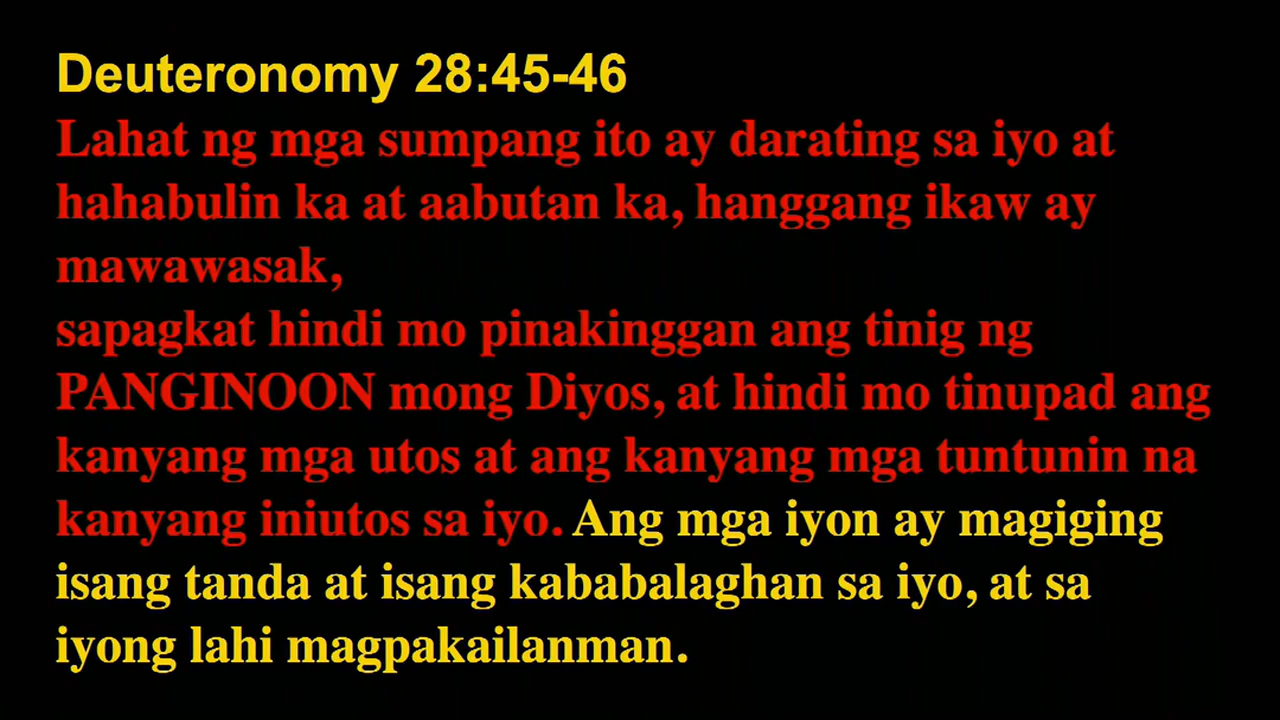 Deuteronomy 28:45-46
Lahat ng mga sumpang ito ay darating sa iyo at
hahabulin ka at aabutan ka, hanggang ikaw ay
mawawasak,
sapagkat hindi mo pinakinggan ang tinig ng
PANGINOON mong Diyos, at hindi mo tinupad ang
kanyang mga utos at ang kanyang mga tuntunin na
kanyang iniutos sa iyo. Ang mga iyon ay magiging
isang tanda at isang kababalaghan sa iyo, at sa
iyong lahi magpakailanman.